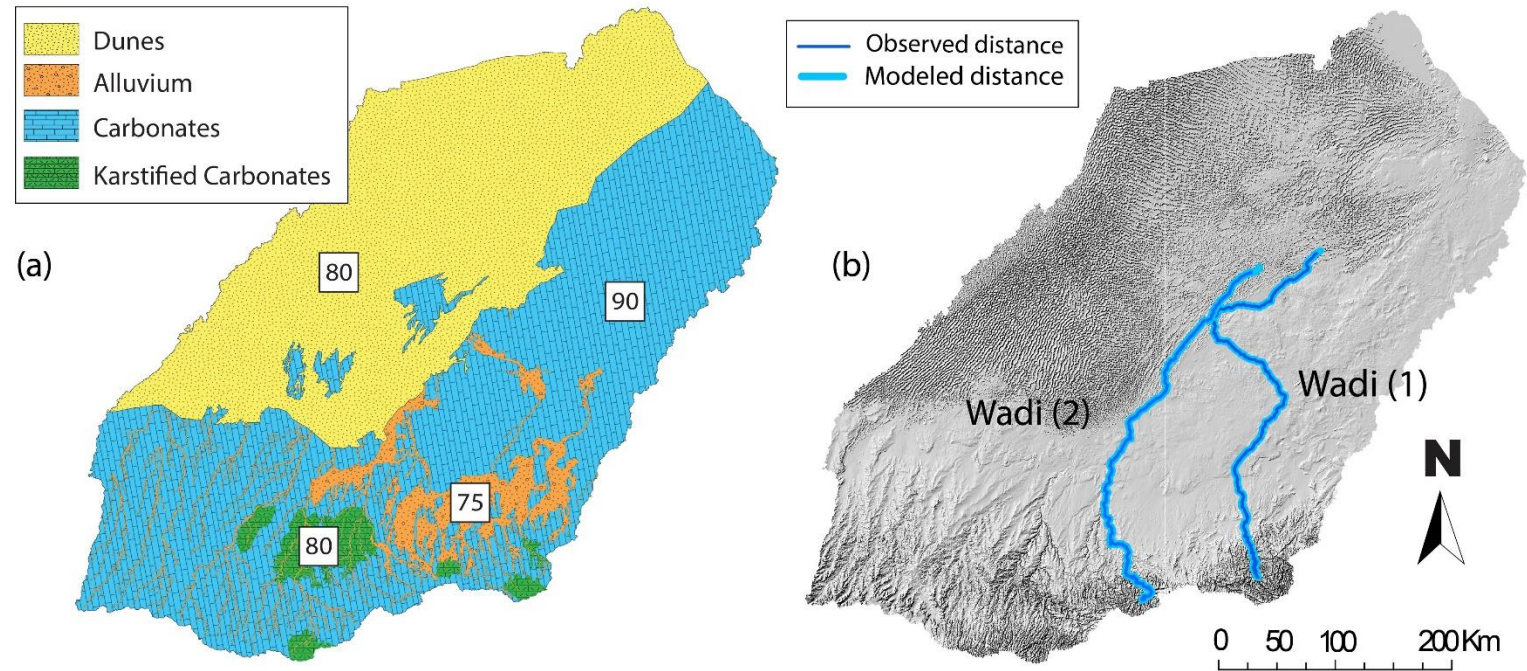 Dunes
Alluvium
Carbonates
Karstified Carbonates
(a)
80
90
75
80
Observed distance
Modeled distance
(b)
Wadi (1)
Wadi (2)
N
0 50 100 200 Km